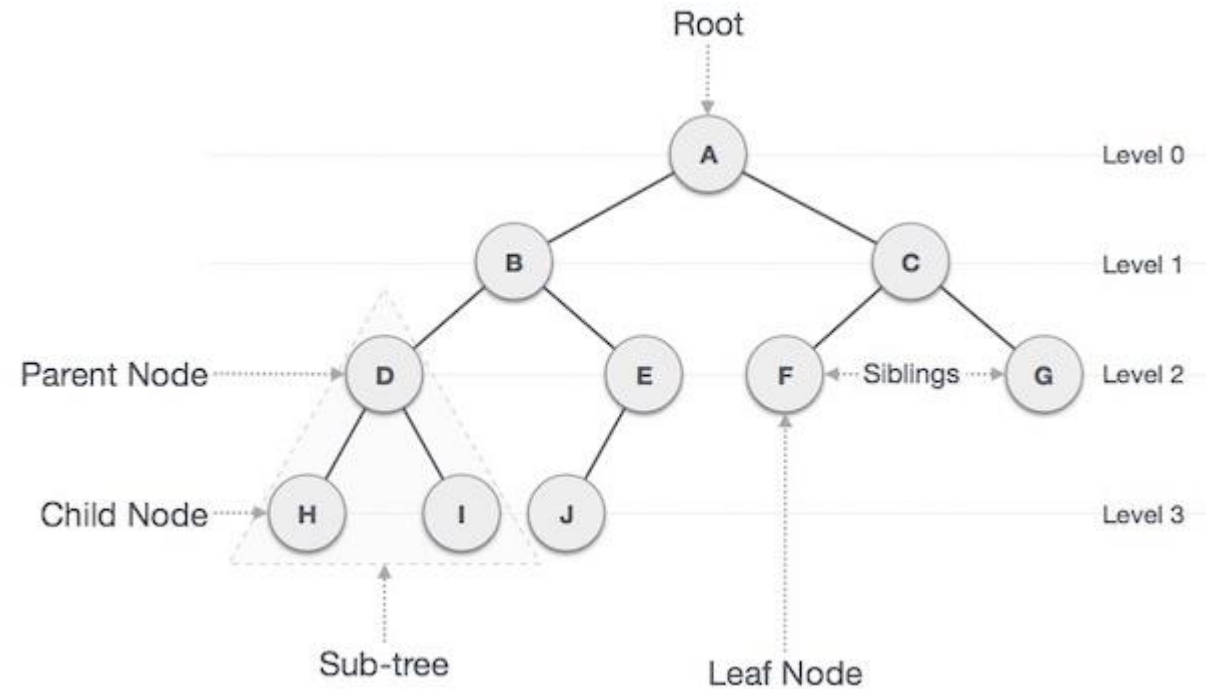 Root
A
Level 0
B
C
Level 1
Parent Node
D
E
F
Siblings
G
Level 2
Child Node
H
I
J
Level 3
Sub-tree
Leaf Node